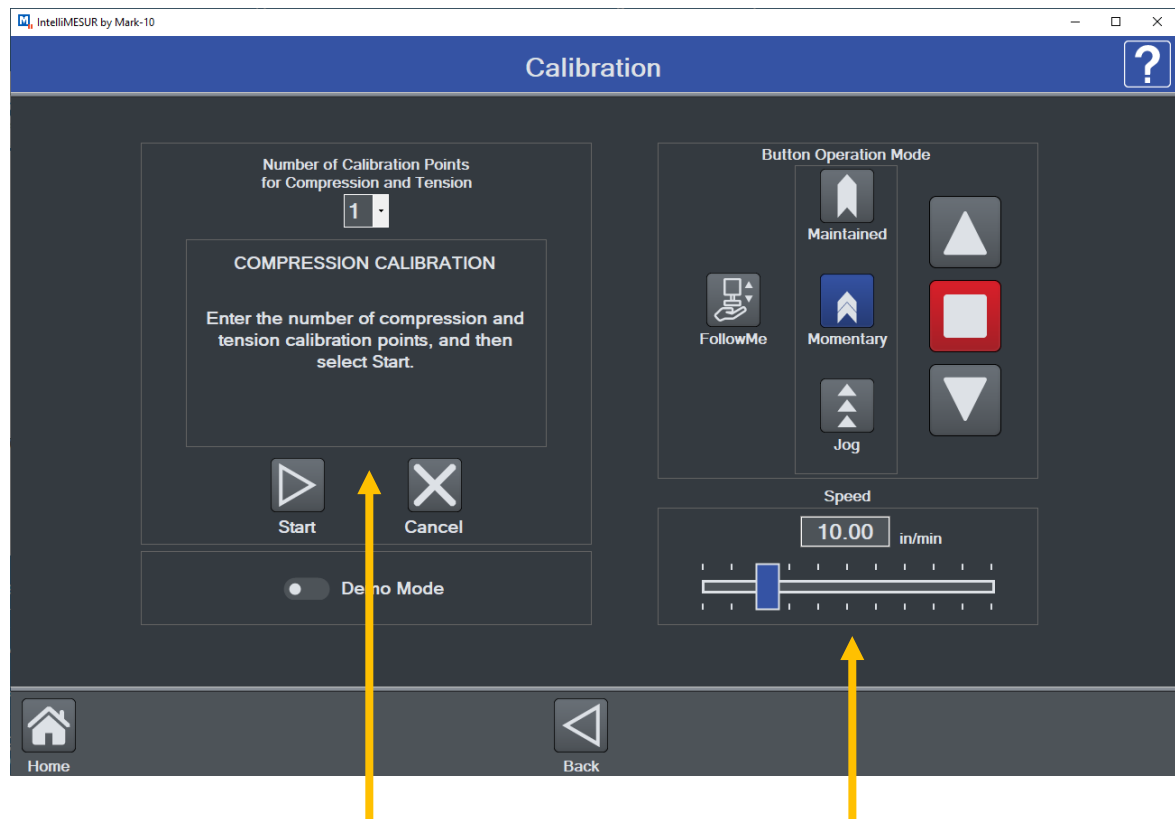 IntelliMESUR by Mark-10
Calibration
?
Number of Calibration Points
for Compression and Tension
1
COMPRESSION CALIBRATION
Enter the number of compression and
tension calibration points, and then
select Start.
Start
Cancel
Demo Mode
Button Operation Mode
Maintained
FollowMe
Momentary
Jog
Speed
10.00 in/min
Home
Back